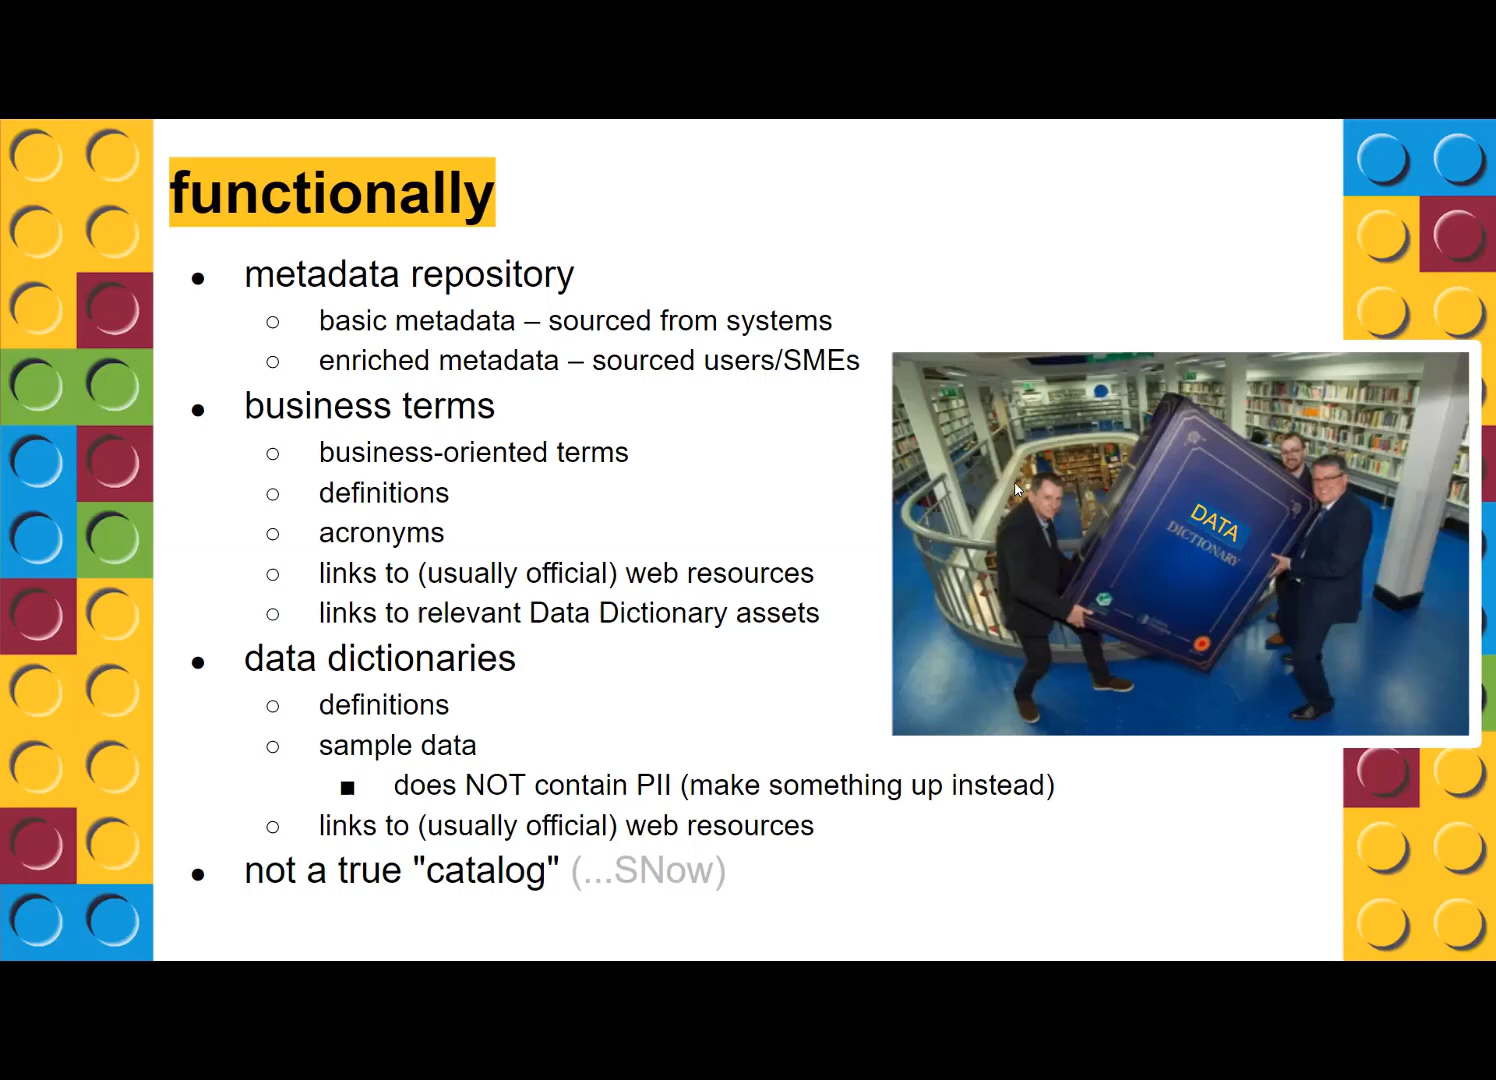 functionally
● metadata repository
○ basic metadata – sourced from systems
○ enriched metadata – sourced users/SMEs
● business terms
○ business-oriented terms
○ definitions
○ acronyms
○ links to (usually official) web resources
○ links to relevant Data Dictionary assets
● data dictionaries
○ definitions
○ sample data
■ does NOT contain PII (make something up instead)
○ links to (usually official) web resources
● not a true "catalog" (...SNow)
DATA
DICTIONARY